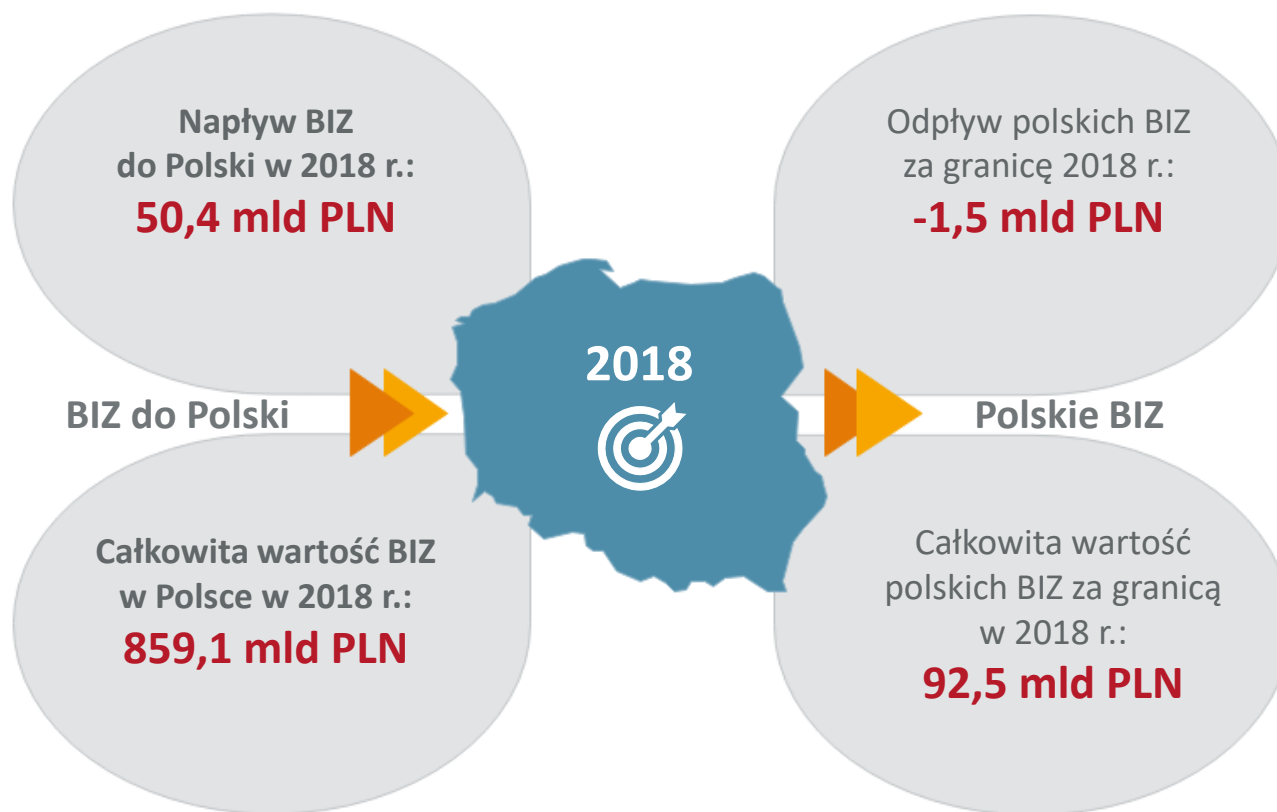 Napływ BIZ
do Polski w 2018 r.:
50,4 mld PLN
Odpływ polskich BIZ
za granicę 2018 r.:
-1,5 mld PLN
2018
BIZ do Polski
Polskie BIZ
Całkowita wartość BIZ
w Polsce w 2018 r.:
859,1 mld PLN
Całkowita wartość
polskich BIZ za granicą
w 2018 r.:
92,5 mld PLN